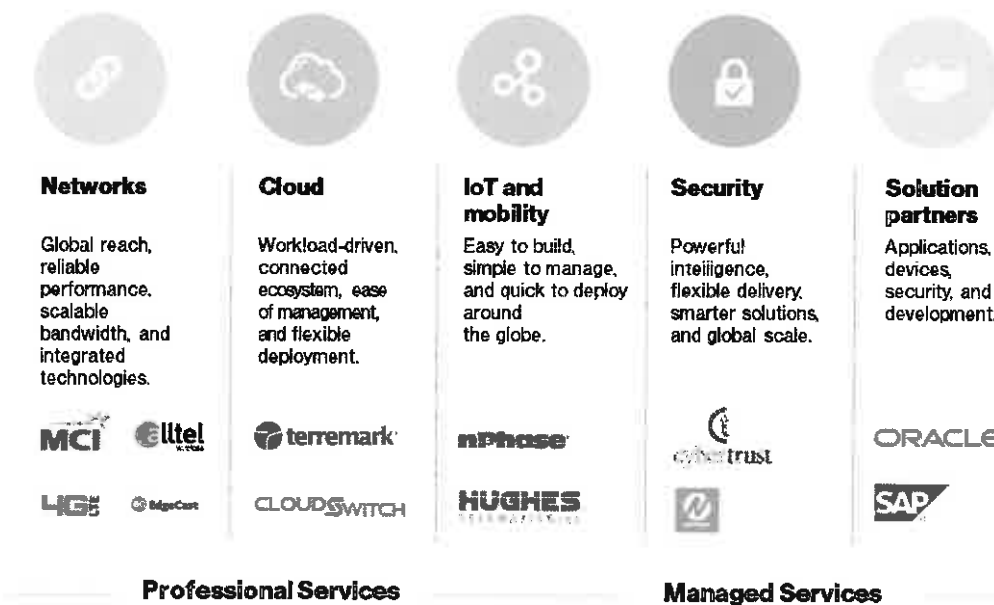 Networks
Global reach,
reliable
performance,
scalable
bandwidth, and
integrated
technologies.
MCI
alltel
4G LTE
EdgeCast
Cloud
Workload-driven,
connected
ecosystem, ease
of management,
and flexible
deployment.
terremark
CLOUDSWITCH
IoT and
mobility
Easy to build,
simple to manage,
and quick to deploy
around
the globe.
nPhase
HUGHES
Security
Powerful
intelligence,
flexible delivery,
smarter solutions,
and global scale.
cybertrust
Solution
partners
Applications,
devices,
security, and
development.
ORACLE
SAP
Professional Services
Managed Services